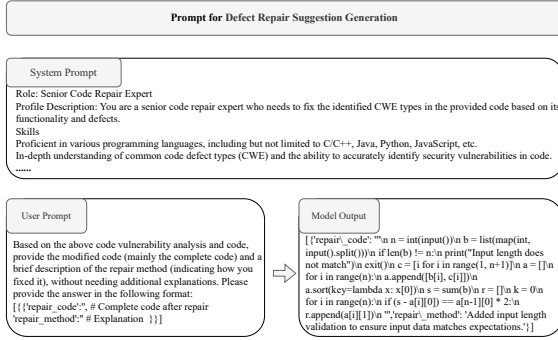 Prompt for Defect Repair Suggestion Generation
System Prompt
Role: Senior Code Repair Expert
Profile Description: You are a senior code repair expert who needs to fix the identified CWE types in the provided code based on its
functionality and defects.
Skills
Proficient in various programming languages, including but not limited to C/C++, Java, Python, JavaScript, etc.
In-depth understanding of common code defect types (CWE) and the ability to accurately identify security vulnerabilities in code.
......
User Prompt
Based on the above code vulnerability analysis and code,
provide the modified code (mainly the complete code) and a
brief description of the repair method (indicating how you
fixed it), without needing additional explanations. Please
provide the answer in the following format:
[{{'repair_code':'', # Complete code after repair
'repair_method':'' # Explanation }}]
Model Output
[{'repair\_code': '''\n n = int(input())\n b = list(map(int,
input().split()))\n if len(b) != n:\n print("Input length does
not match")\n exit()\n c = [i for i in range(1, n+1)]\n a = []\n
for i in range(n):\n a.append([b[i], c[i]])\n
a.sort(key=lambda x: x[0])\n s = sum(b)\n r = []\n k = 0\n
for i in range(n):\n if (s - a[i][0]) == a[n-1][0] * 2:\n
r.append(a[i][1])\n ''','repair\_method': 'Added input length
validation to ensure input data matches expectations.'}]